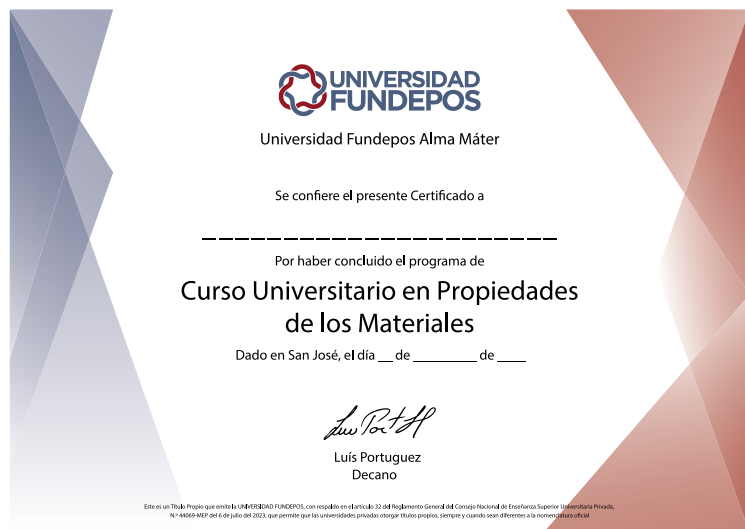 UNIVERSIDAD
FUNDEPOS
Universidad Fundepos Alma Máter
Se confiere el presente Certificado a
_ _ _ _ _ _ _ _ _ _ _ _ _ _ _ _ _ _ _ _ _ _
Por haber concluido el programa de
Curso Universitario en Propiedades
de los Materiales
Dado en San José, el día __ de ________ de ____
Luís Portuguez
Decano
Este es un Título Propio que emite la UNIVERSIDAD FUNDEPOS, con respaldo en el artículo 32 del Reglamento General del Consejo Nacional de Enseñanza Superior Universitaria Privada,
N.º 44069-MEP del 6 de julio del 2023, que permite que las universidades privadas otorgar títulos propios, siempre y cuando sean diferentes a la nomenclatura oficial